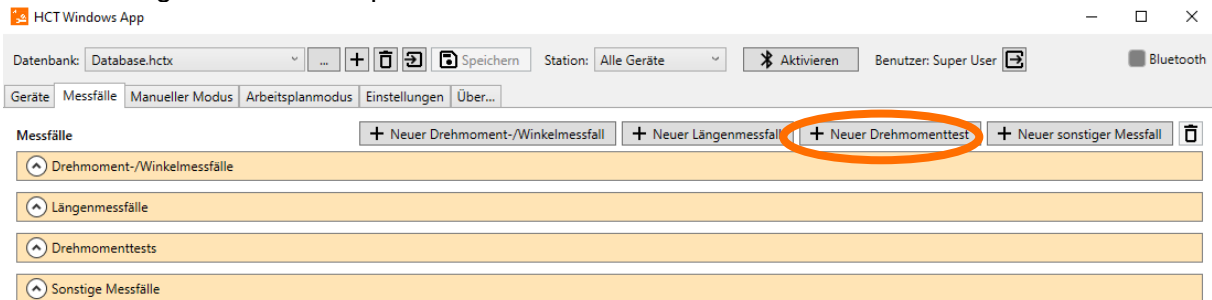 HCT Windows App
Datenbank: Database.hctx ... Speichern Station: Alle Geräte Aktivieren Benutzer: Super User Bluetooth
Geräte Messfälle Manueller Modus Arbeitsplanmodus Einstellungen Über...
Messfälle + Neuer Drehmoment-/Winkelmessfall + Neuer Längenmessfall + Neuer Drehmomenttest + Neuer sonstiger Messfall
Drehmoment-/Winkelmessfälle
Längenmessfälle
Drehmomenttests
Sonstige Messfälle